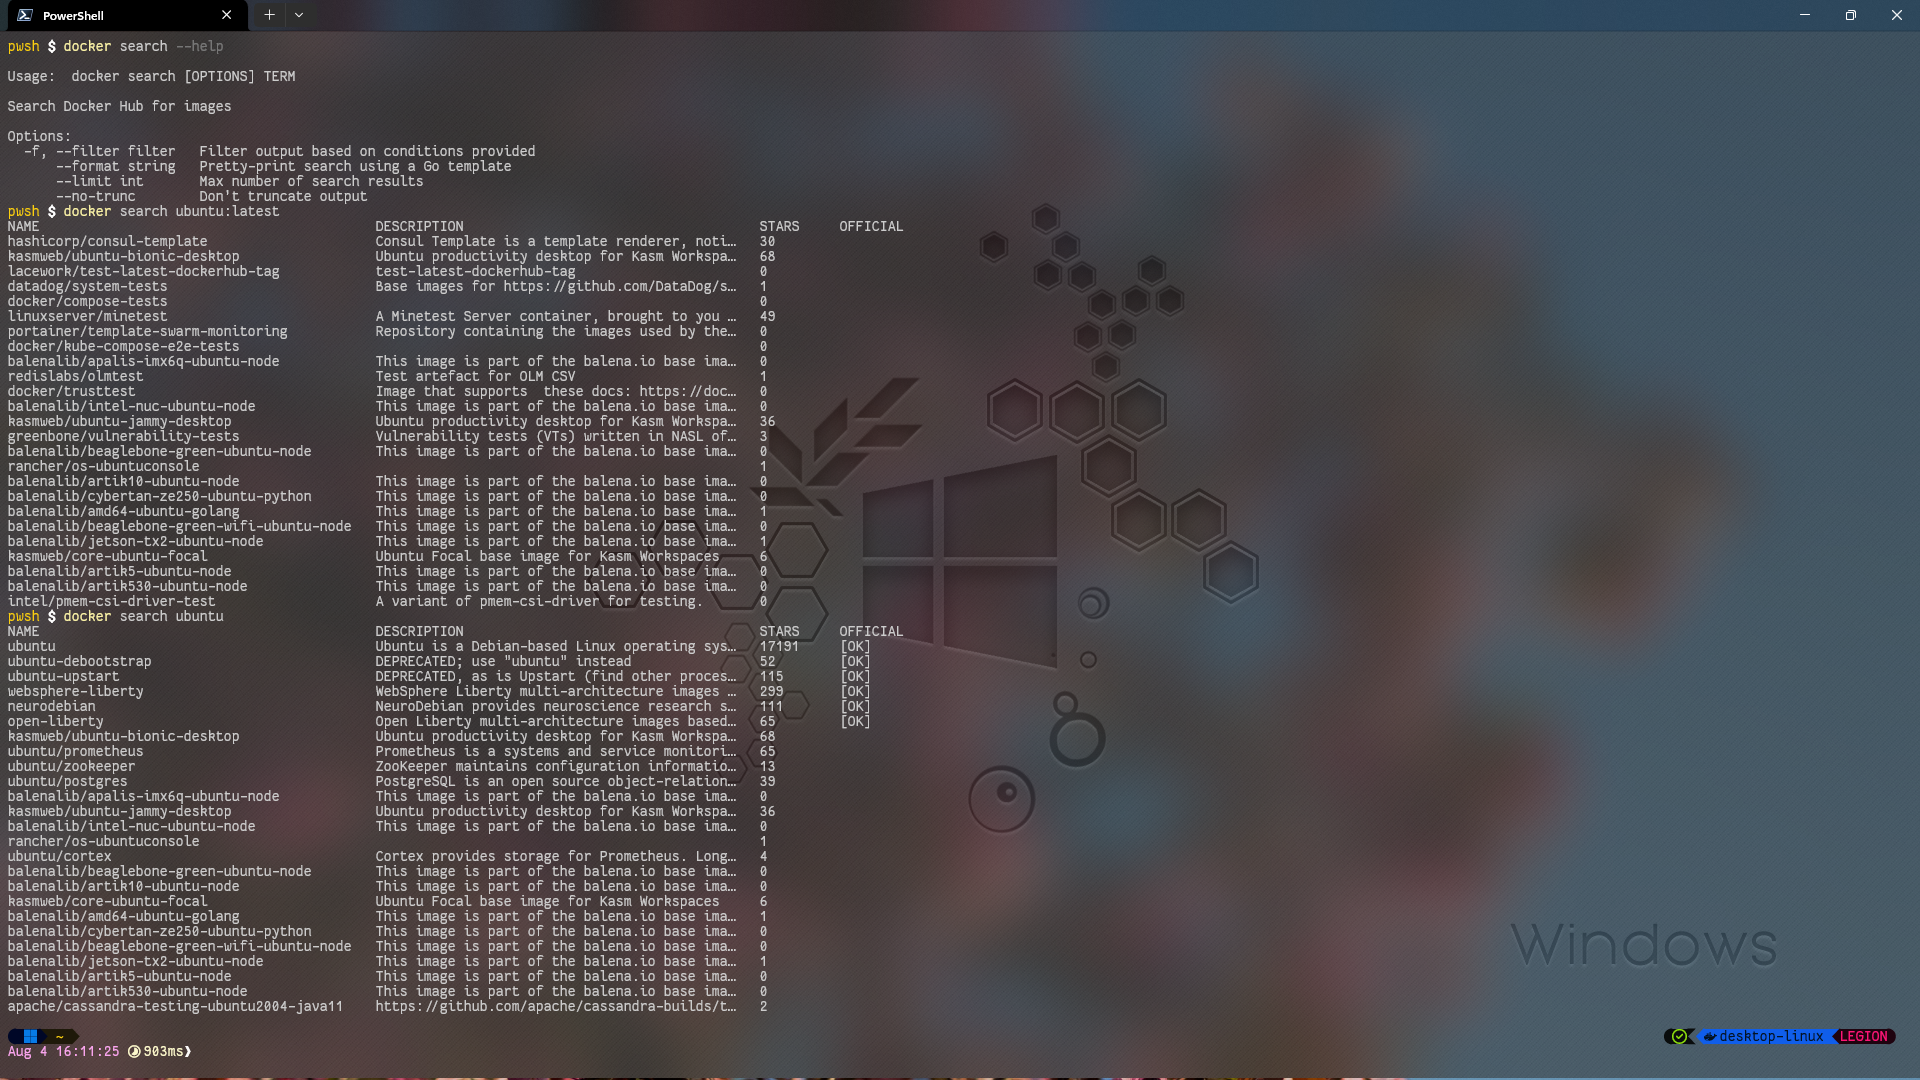 PowerShell
pwsh $ docker search --help
Usage:  docker search [OPTIONS] TERM
Search Docker Hub for images
Options:
  -f, --filter filter   Filter output based on conditions provided
      --format string   Pretty-print search using a Go template
      --limit int       Max number of search results
      --no-trunc        Don't truncate output
pwsh $ docker search ubuntu:latest
NAME DESCRIPTION STARS OFFICIAL
hashicorp/consul-template Consul Template is a template renderer, noti… 30
kasmweb/ubuntu-bionic-desktop Ubuntu productivity desktop for Kasm Workspa… 68
lacework/test-latest-dockerhub-tag test-latest-dockerhub-tag 0
datadog/system-tests Base images for https://github.com/DataDog/s… 1
docker/compose-tests 0
linuxserver/minetest A Minetest Server container, brought to you … 49
portainer/template-swarm-monitoring Repository containing the images used by the… 0
docker/kube-compose-e2e-tests 0
balenalib/apalis-imx6q-ubuntu-node This image is part of the balena.io base ima… 0
redislabs/olmtest Test artefact for OLM CSV 1
docker/trusttest Image that supports  these docs: https://doc… 0
balenalib/intel-nuc-ubuntu-node This image is part of the balena.io base ima… 0
kasmweb/ubuntu-jammy-desktop Ubuntu productivity desktop for Kasm Workspa… 36
greenbone/vulnerability-tests Vulnerability tests (VTs) written in NASL of… 3
balenalib/beaglebone-green-ubuntu-node This image is part of the balena.io base ima… 0
rancher/os-ubuntuconsole 1
balenalib/artik10-ubuntu-node This image is part of the balena.io base ima… 0
balenalib/cybertan-ze250-ubuntu-python This image is part of the balena.io base ima… 0
balenalib/amd64-ubuntu-golang This image is part of the balena.io base ima… 1
balenalib/beaglebone-green-wifi-ubuntu-node This image is part of the balena.io base ima… 0
balenalib/jetson-tx2-ubuntu-node This image is part of the balena.io base ima… 1
kasmweb/core-ubuntu-focal Ubuntu Focal base image for Kasm Workspaces 6
balenalib/artik5-ubuntu-node This image is part of the balena.io base ima… 0
balenalib/artik530-ubuntu-node This image is part of the balena.io base ima… 0
intel/pmem-csi-driver-test A variant of pmem-csi-driver for testing. 0
pwsh $ docker search ubuntu
NAME DESCRIPTION STARS OFFICIAL
ubuntu Ubuntu is a Debian-based Linux operating sys… 17191 [OK]
ubuntu-debootstrap DEPRECATED; use "ubuntu" instead 52 [OK]
ubuntu-upstart DEPRECATED, as is Upstart (find other proces… 115 [OK]
websphere-liberty WebSphere Liberty multi-architecture images … 299 [OK]
neurodebian NeuroDebian provides neuroscience research s… 111 [OK]
open-liberty Open Liberty multi-architecture images based… 65 [OK]
kasmweb/ubuntu-bionic-desktop Ubuntu productivity desktop for Kasm Workspa… 68
ubuntu/prometheus Prometheus is a systems and service monitori… 65
ubuntu/zookeeper ZooKeeper maintains configuration informatio… 13
ubuntu/postgres PostgreSQL is an open source object-relation… 39
balenalib/apalis-imx6q-ubuntu-node This image is part of the balena.io base ima… 0
kasmweb/ubuntu-jammy-desktop Ubuntu productivity desktop for Kasm Workspa… 36
balenalib/intel-nuc-ubuntu-node This image is part of the balena.io base ima… 0
rancher/os-ubuntuconsole 1
ubuntu/cortex Cortex provides storage for Prometheus. Long… 4
balenalib/beaglebone-green-ubuntu-node This image is part of the balena.io base ima… 0
balenalib/artik10-ubuntu-node This image is part of the balena.io base ima… 0
kasmweb/core-ubuntu-focal Ubuntu Focal base image for Kasm Workspaces 6
balenalib/amd64-ubuntu-golang This image is part of the balena.io base ima… 1
balenalib/cybertan-ze250-ubuntu-python This image is part of the balena.io base ima… 0
balenalib/beaglebone-green-wifi-ubuntu-node This image is part of the balena.io base ima… 0
balenalib/jetson-tx2-ubuntu-node This image is part of the balena.io base ima… 1
balenalib/artik5-ubuntu-node This image is part of the balena.io base ima… 0
balenalib/artik530-ubuntu-node This image is part of the balena.io base ima… 0
apache/cassandra-testing-ubuntu2004-java11 https://github.com/apache/cassandra-builds/t… 2
Windows
~ desktop-linux LEGION
Aug 4 16:11:25 903ms❯